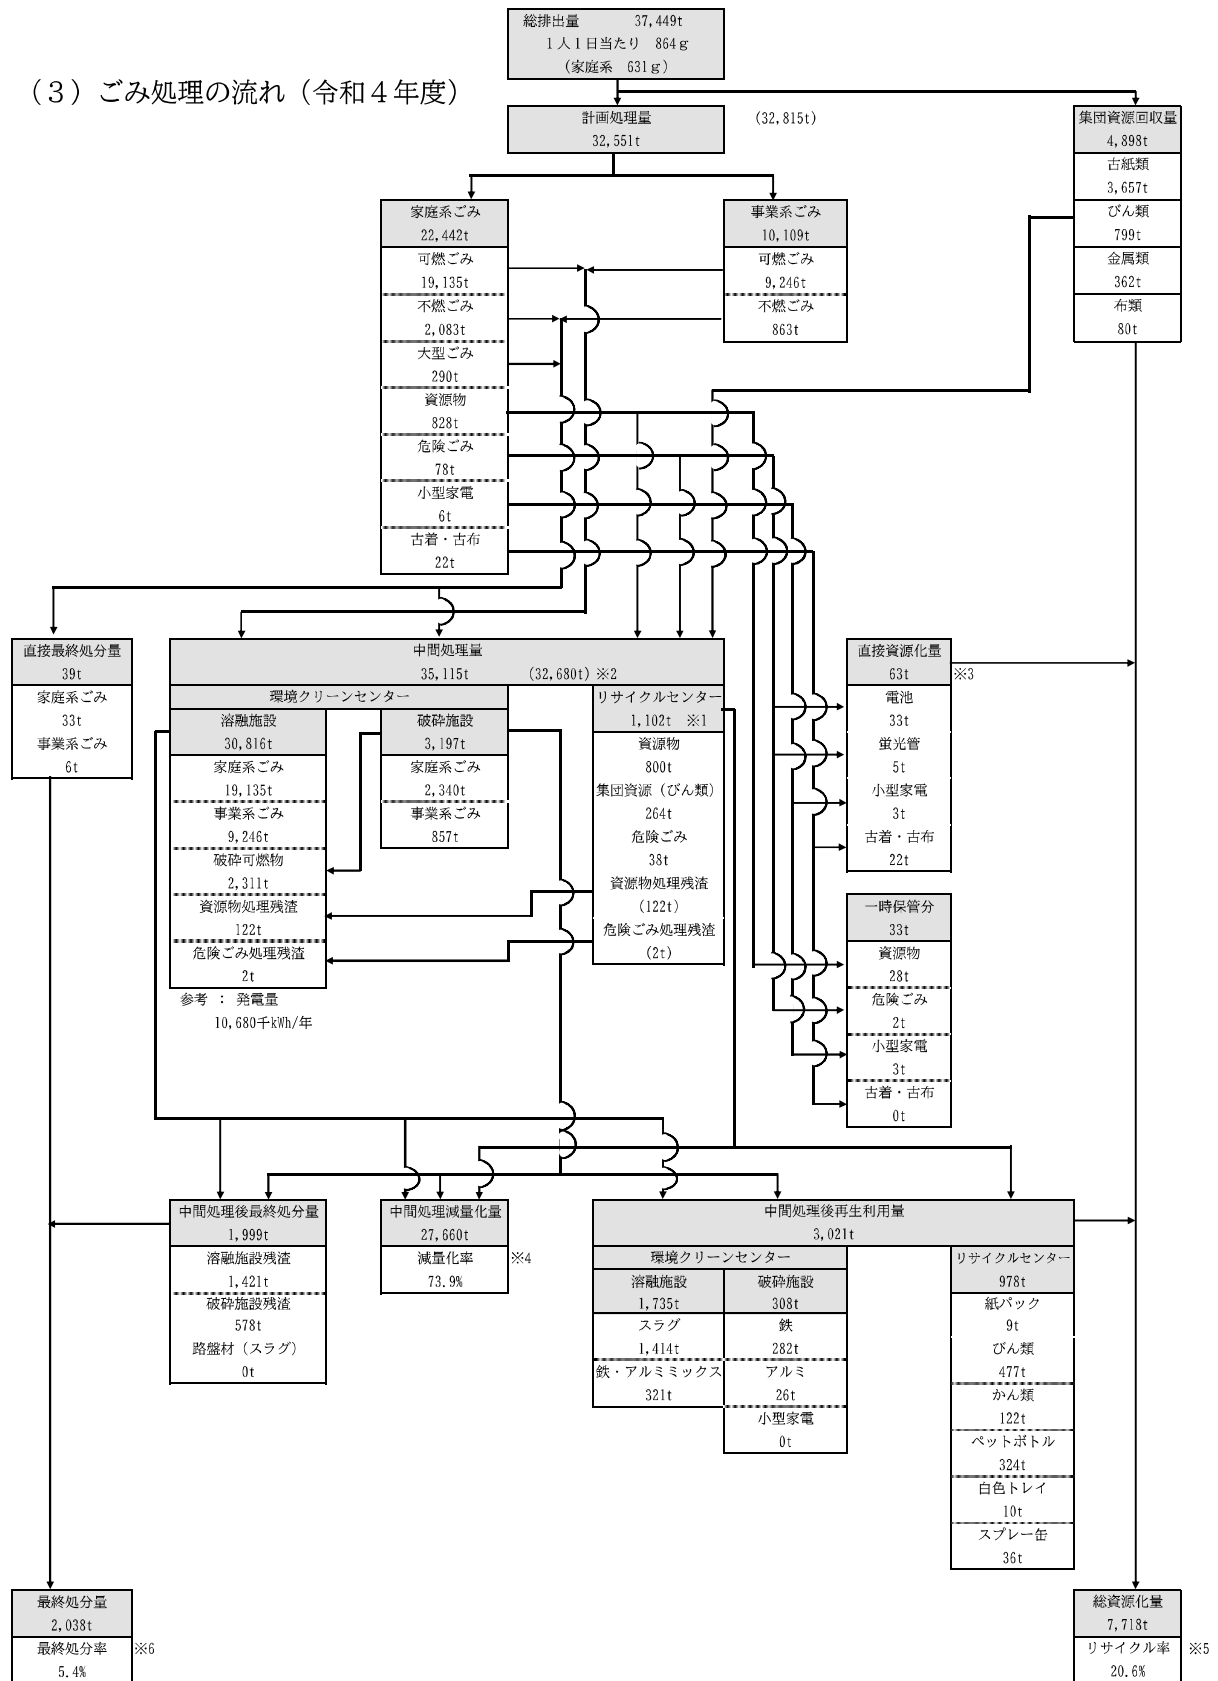 総排出量 37,449t
１人１日当たり 864ｇ
（家庭系 631ｇ）
（３）ごみ処理の流れ（令和４年度）
計画処理量
32,551t
（32,815t）
集団資源回収量
4,898t
古紙類
3,657t
びん類
799t
金属類
362t
布類
80t
家庭系ごみ
22,442t
可燃ごみ
19,135t
不燃ごみ
2,083t
大型ごみ
290t
資源物
828t
危険ごみ
78t
小型家電
6t
古着・古布
22t
事業系ごみ
10,109t
可燃ごみ
9,246t
不燃ごみ
863t
直接最終処分量
39t
家庭系ごみ
33t
事業系ごみ
6t
中間処理量
35,115t （32,680t）※2
環境クリーンセンター
溶融施設
30,816t
家庭系ごみ
19,135t
事業系ごみ
9,246t
破砕可燃物
2,311t
資源物処理残渣
122t
危険ごみ処理残渣
2t
参考 ： 発電量
10,680千kWh/年
破砕施設
3,197t
家庭系ごみ
2,340t
事業系ごみ
857t
リサイクルセンター
1,102t ※1
資源物
800t
集団資源（びん類）
264t
危険ごみ
38t
資源物処理残渣
（122t）
危険ごみ処理残渣
（2t）
直接資源化量
63t ※3
電池
33t
蛍光管
5t
小型家電
3t
古着・古布
22t
一時保管分
33t
資源物
28t
危険ごみ
2t
小型家電
3t
古着・古布
0t
中間処理後最終処分量
1,999t
溶融施設残渣
1,421t
破砕施設残渣
578t
路盤材（スラグ）
0t
中間処理減量化量
27,660t
減量化率 ※4
73.9%
中間処理後再生利用量
3,021t
環境クリーンセンター
溶融施設
1,735t
スラグ
1,414t
鉄・アルミミックス
321t
破砕施設
308t
鉄
282t
アルミ
26t
小型家電
0t
リサイクルセンター
978t
紙パック
9t
びん類
477t
かん類
122t
ペットボトル
324t
白色トレイ
10t
スプレー缶
36t
最終処分量
2,038t
最終処分率 ※6
5.4%
総資源化量
7,718t
リサイクル率 ※5
20.6%